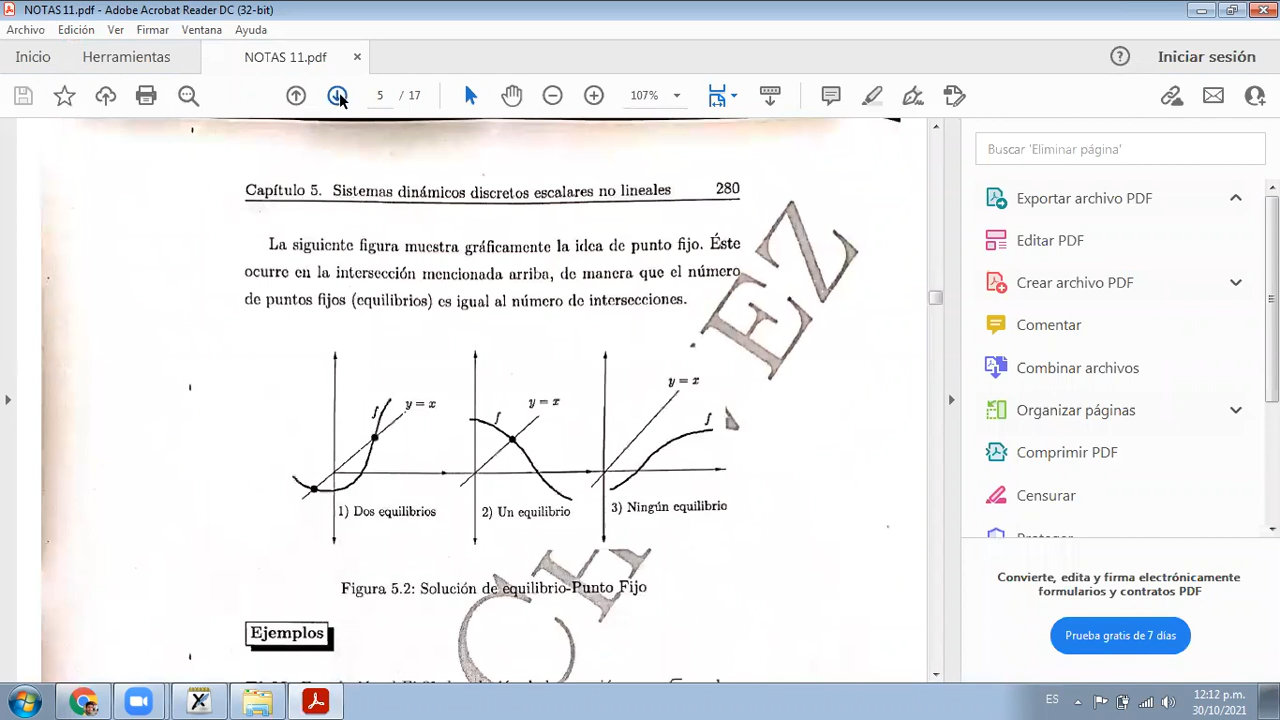 NOTAS 11.pdf - Adobe Acrobat Reader DC (32-bit)
Archivo Edición Ver Firmar Ventana Ayuda
Inicio Herramientas NOTAS 11.pdf × Iniciar sesión
5 / 17 107%
Capítulo 5. Sistemas dinámicos discretos escalares no lineales 280
La siguiente figura muestra gráficamente la idea de punto fijo. Éste
ocurre en la intersección mencionada arriba, de manera que el número
de puntos fijos (equilibrios) es igual al número de intersecciones.
f y = x
f y = x
y = x f
1) Dos equilibrios
2) Un equilibrio
3) Ningún equilibrio
Figura 5.2: Solución de equilibrio-Punto Fijo
Ejemplos
EZ
Buscar 'Eliminar página'
Exportar archivo PDF
Editar PDF
Crear archivo PDF
Comentar
Combinar archivos
Organizar páginas
Comprimir PDF
Censurar
Proteger
Convierte, edita y firma electrónicamente
formularios y contratos PDF
Prueba gratis de 7 días
ES 12:12 p.m.
30/10/2021